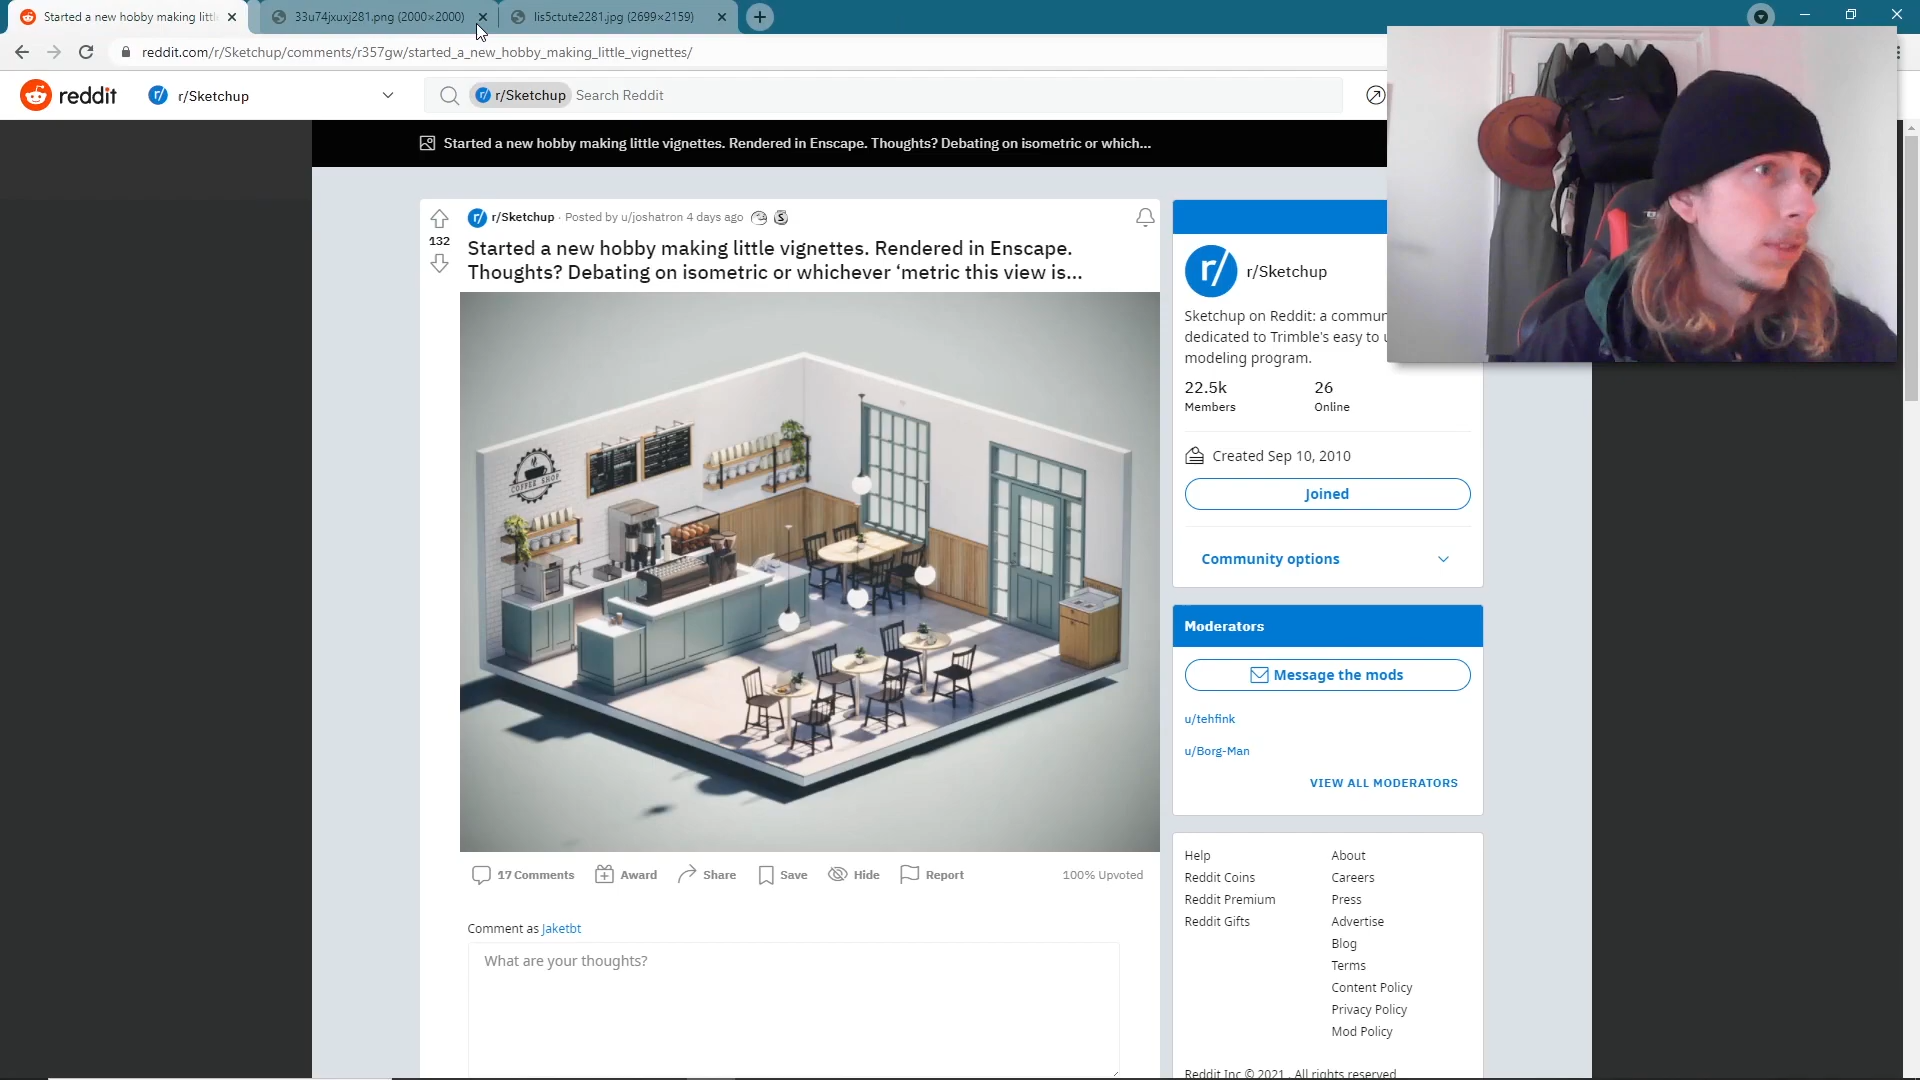 Started a new hobby making littl
33u74jxuxj281.png (2000×2000)
lis5ctute2281.jpg (2699×2159)
reddit.com/r/Sketchup/comments/r357gw/started_a_new_hobby_making_little_vignettes/
reddit
r/Sketchup
r/Sketchup Search Reddit
Started a new hobby making little vignettes. Rendered in Enscape. Thoughts? Debating on isometric or which...
132
r/Sketchup · Posted by u/joshatron 4 days ago
Started a new hobby making little vignettes. Rendered in Enscape.
Thoughts? Debating on isometric or whichever ‘metric this view is...
COFFEE SHOP
17 Comments
Award
Share
Save
Hide
Report
100% Upvoted
Comment as Jaketbt
What are your thoughts?
r/Sketchup
Sketchup on Reddit: a commun
dedicated to Trimble's easy to u
modeling program.
22.5k
Members
26
Online
Created Sep 10, 2010
Joined
Community options
Moderators
Message the mods
u/tehfink
u/Borg-Man
VIEW ALL MODERATORS
Help
Reddit Coins
Reddit Premium
Reddit Gifts
About
Careers
Press
Advertise
Blog
Terms
Content Policy
Privacy Policy
Mod Policy
Reddit Inc © 2021 . All rights reserved